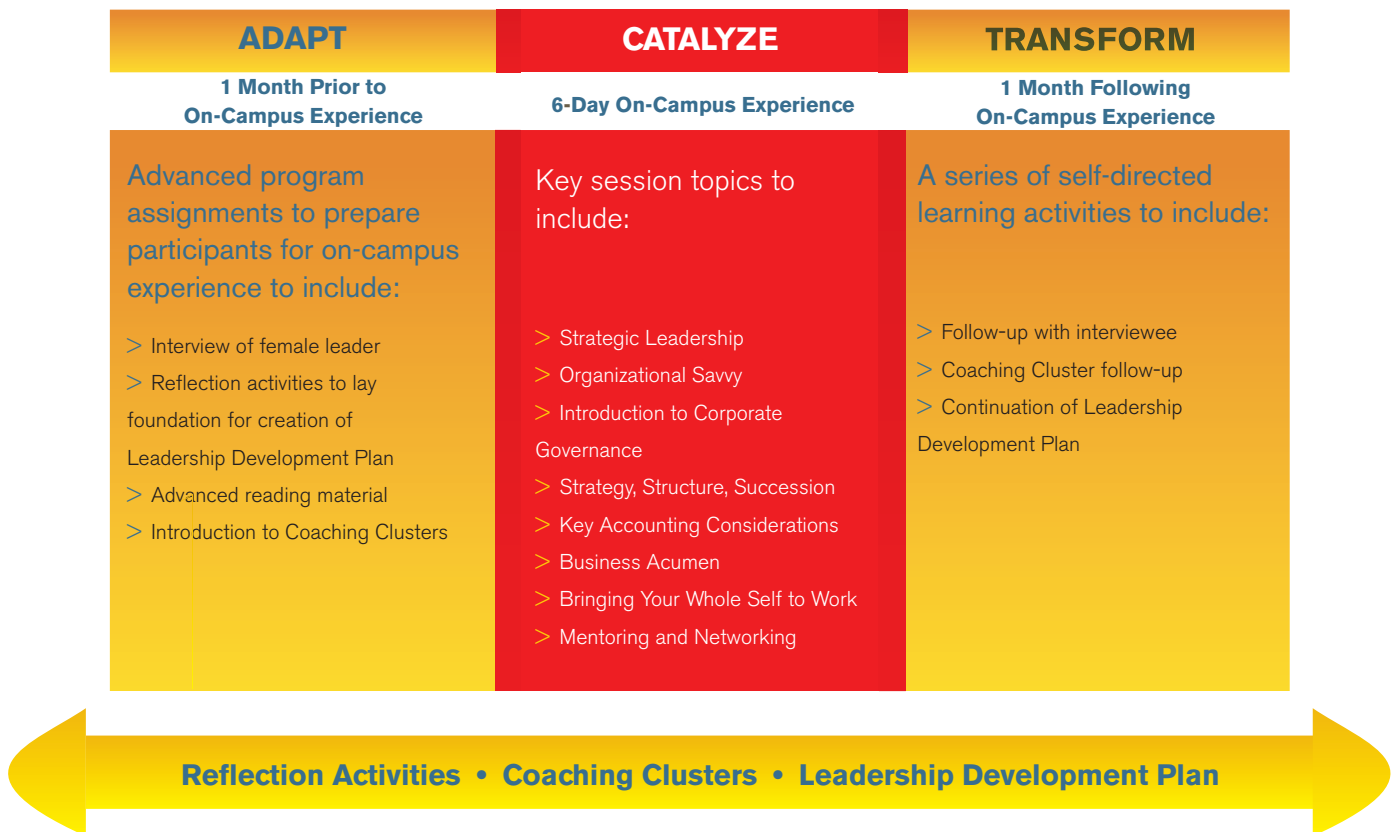 ADAPT
1 Month Prior to
On-Campus Experience
Advanced program
assignments to prepare
participants for on-campus
experience to include:
> Interview of female leader
> Reflection activities to lay
foundation for creation of
Leadership Development Plan
> Advanced reading material
> Introduction to Coaching Clusters
CATALYZE
6-Day On-Campus Experience
Key session topics to
include:
> Strategic Leadership
> Organizational Savvy
> Introduction to Corporate
Governance
> Strategy, Structure, Succession
> Key Accounting Considerations
> Business Acumen
> Bringing Your Whole Self to Work
> Mentoring and Networking
TRANSFORM
1 Month Following
On-Campus Experience
A series of self-directed
learning activities to include:
> Follow-up with interviewee
> Coaching Cluster follow-up
> Continuation of Leadership
Development Plan
Reflection Activities • Coaching Clusters • Leadership Development Plan